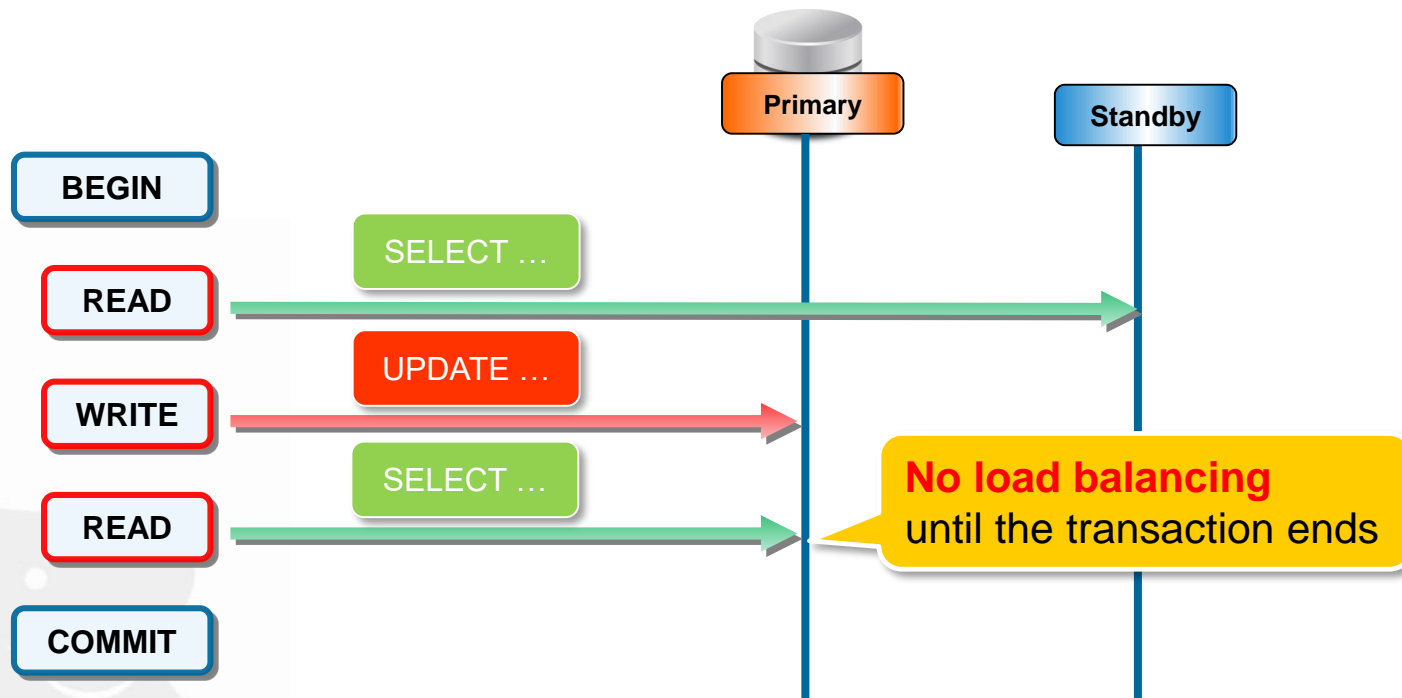 Primary
Standby
BEGIN
SELECT …
READ
UPDATE …
WRITE
SELECT …
READ
No load balancing
until the transaction ends
COMMIT